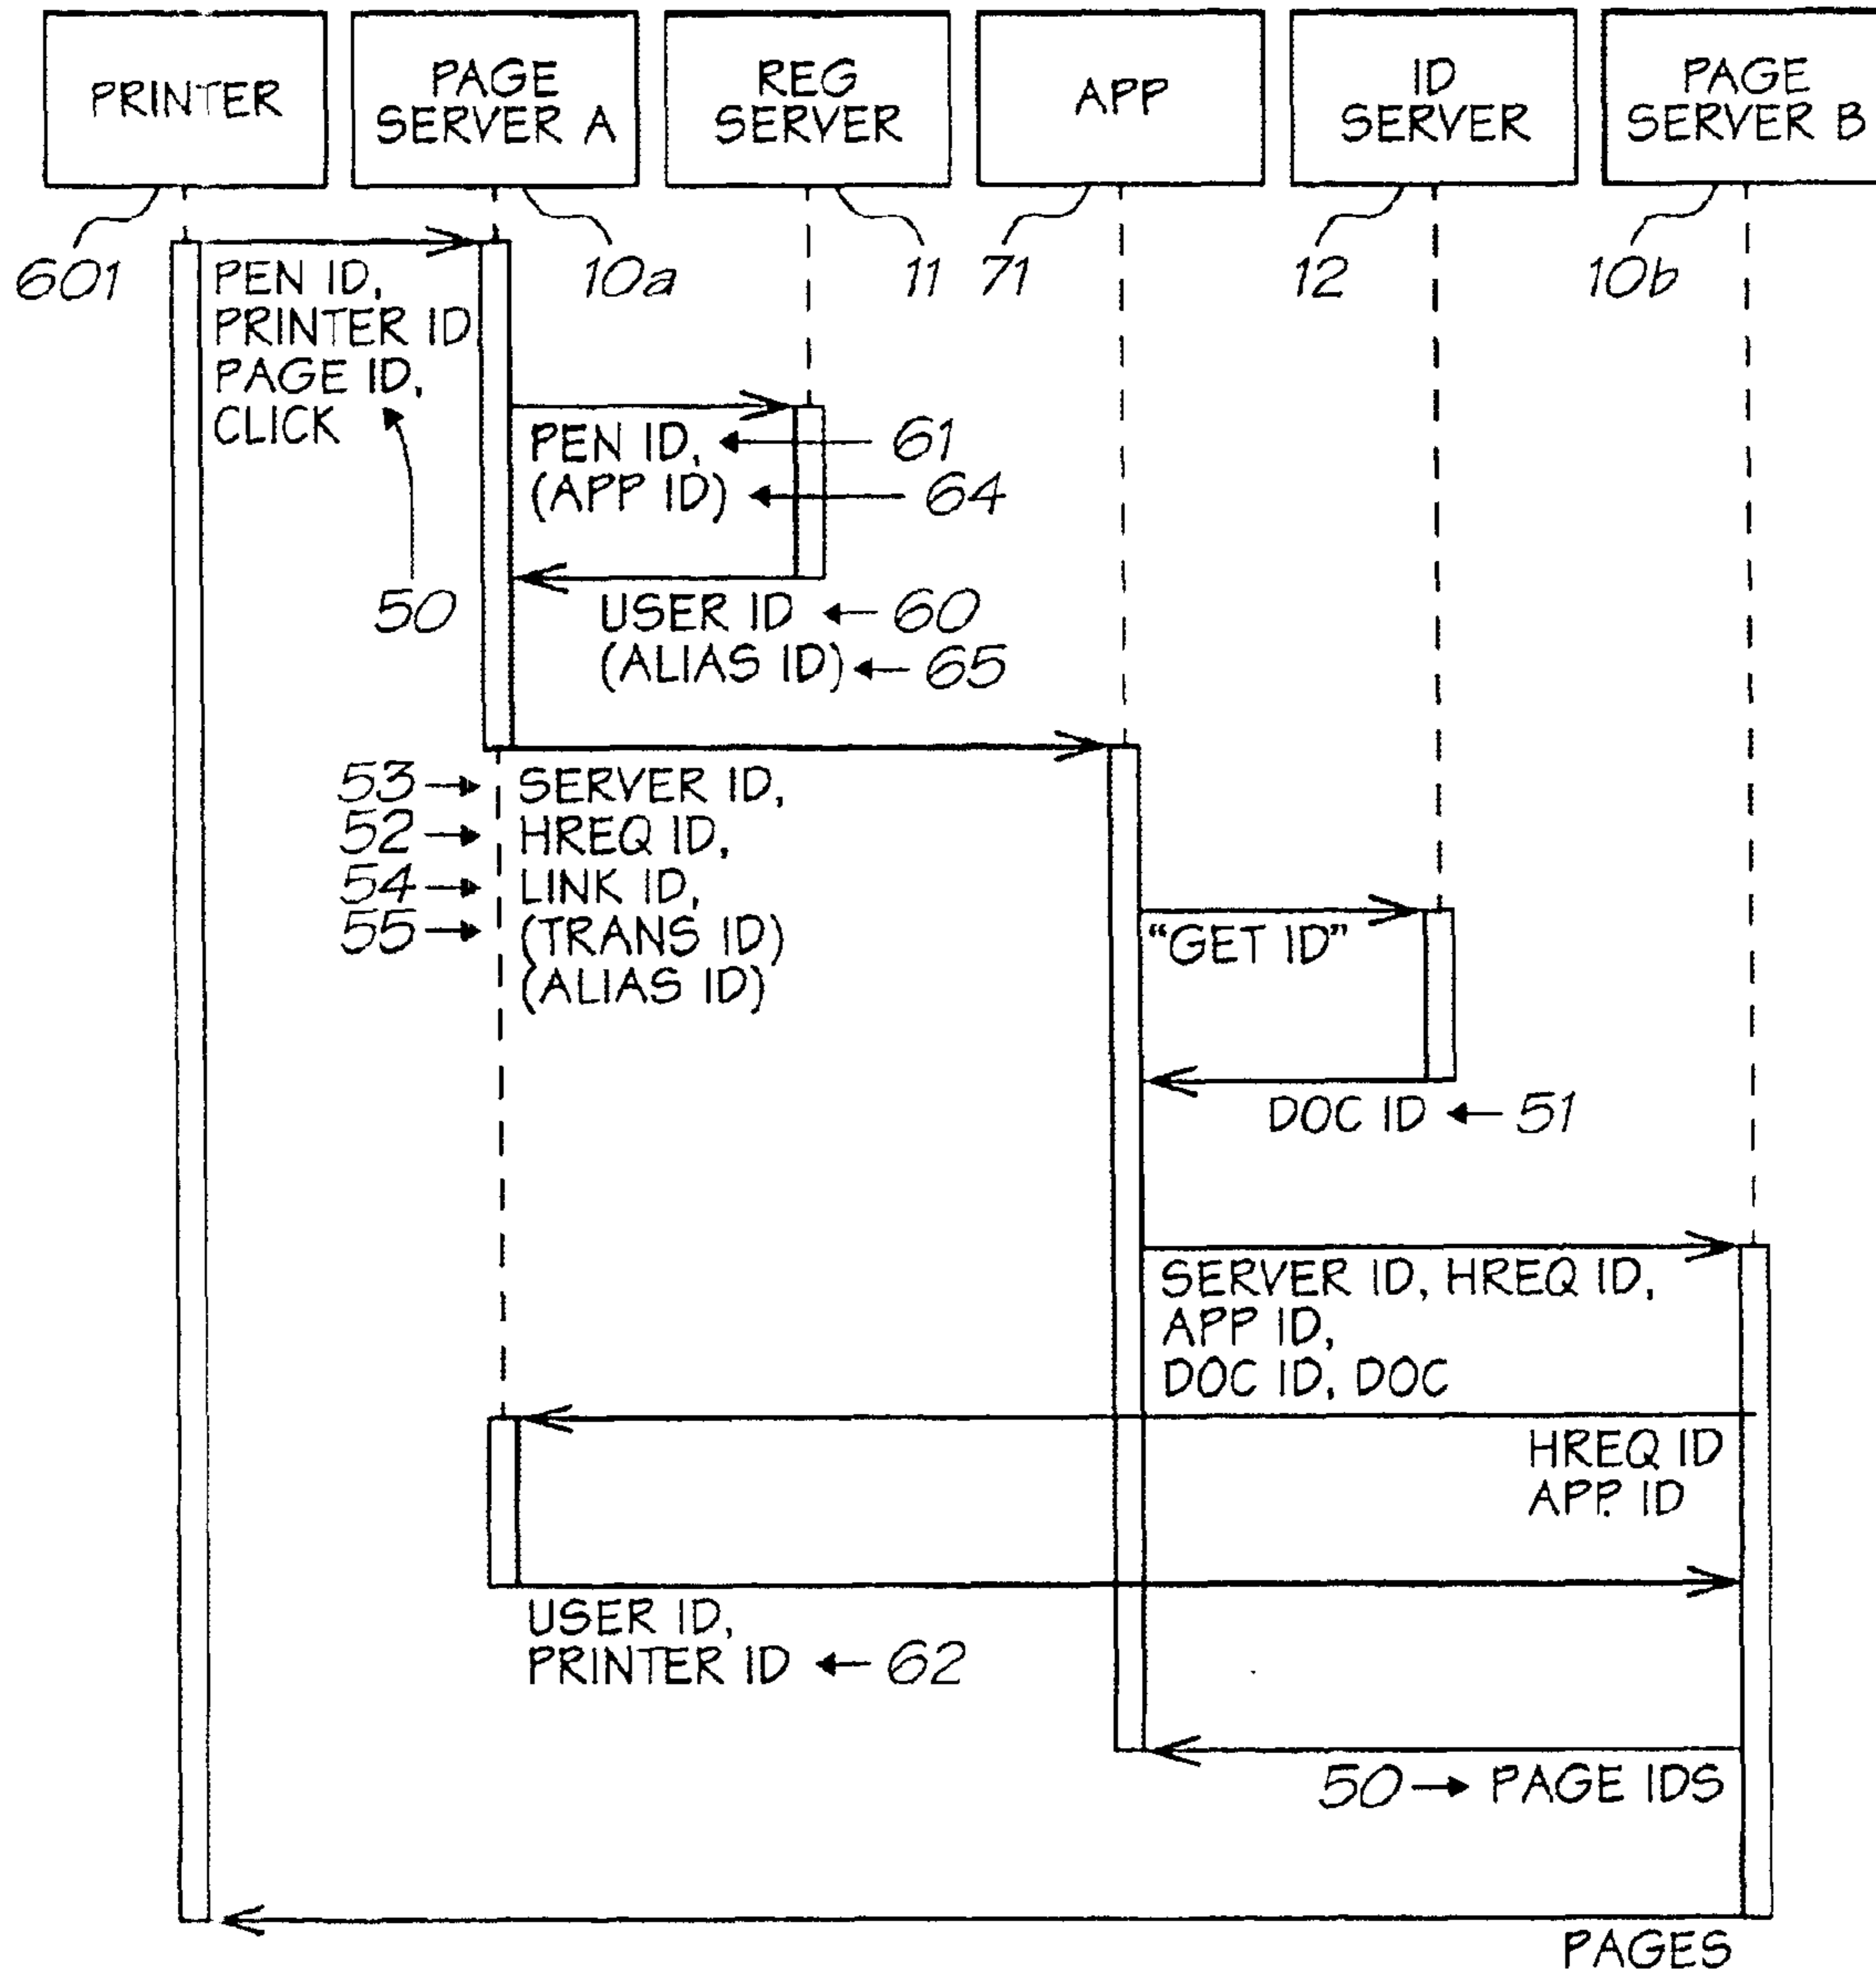 PRINTER
PAGE
SERVER A
REG
SERVER
APP
ID
SERVER
PAGE
SERVER B
601
10a
11
71
12
10b
PEN ID,
PRINTER ID
PAGE ID,
CLICK
50
PEN ID, 61
(APP ID) 64
USER ID 60
(ALIAS ID) 65
53 SERVER ID,
52 HREQ ID,
54 LINK ID,
55 (TRANS ID)
(ALIAS ID)
"GET ID"
DOC ID 51
SERVER ID, HREQ ID,
APP ID,
DOC ID, DOC
HREQ ID
APP ID
USER ID,
PRINTER ID 62
50 PAGE IDS
PAGES